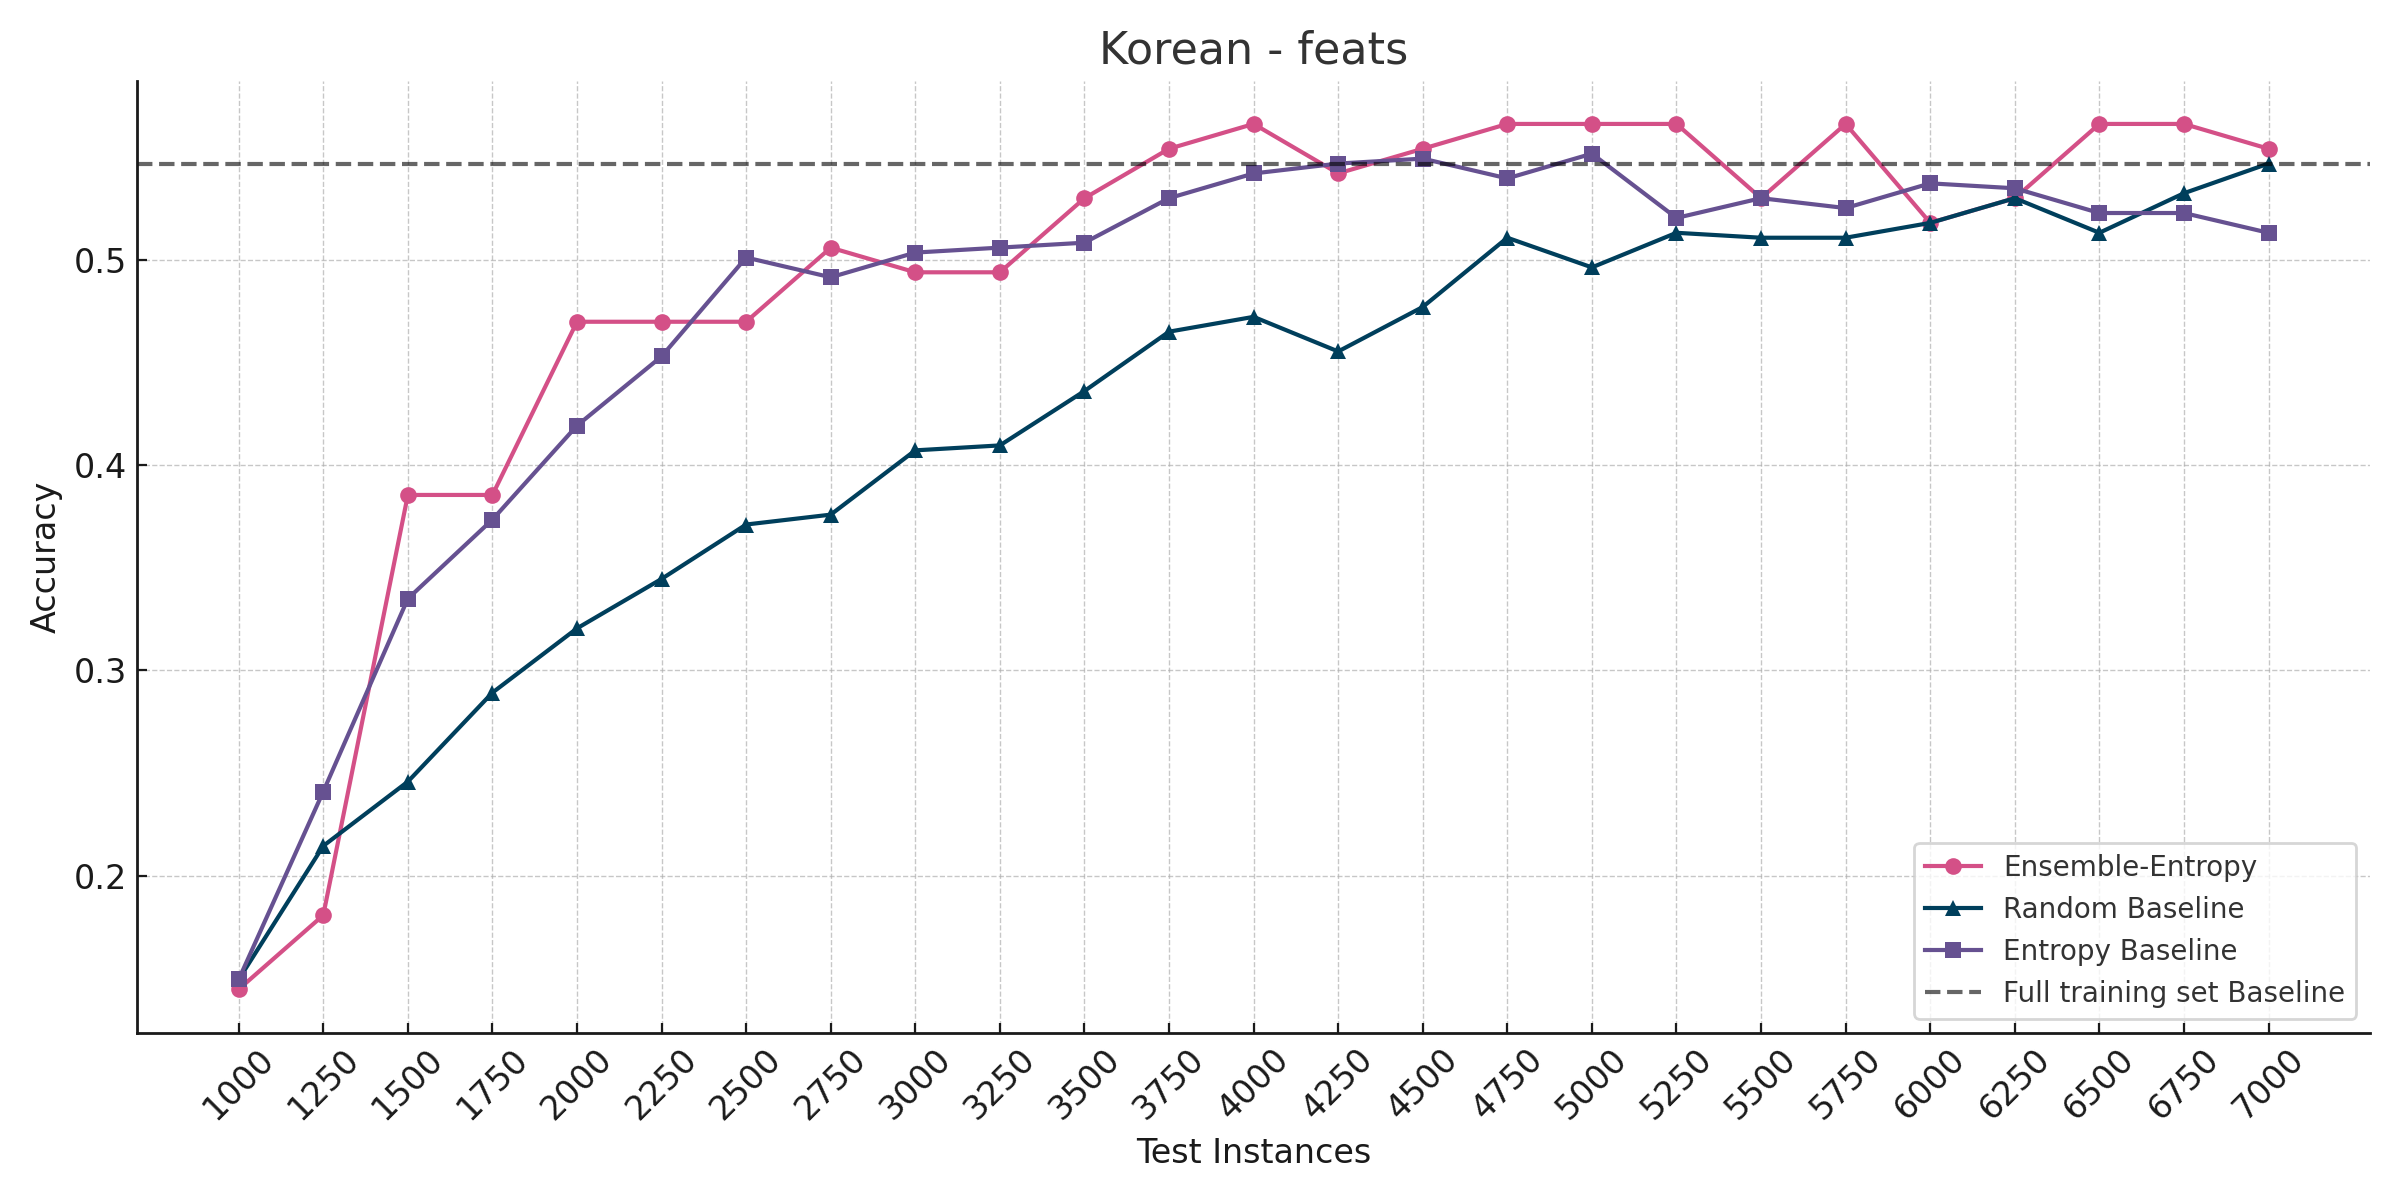 Korean - feats
Accuracy
0.5
0.4
0.3
0.2
Ensemble-Entropy
Random Baseline
Entropy Baseline
Full training set Baseline
1000 1250 1500 1750 2000 2250 2500 2750 3000 3250 3500 3750 4000 4250 4500 4750 5000 5250 5500 5750 6000 6250 6500 6750 7000
Test Instances